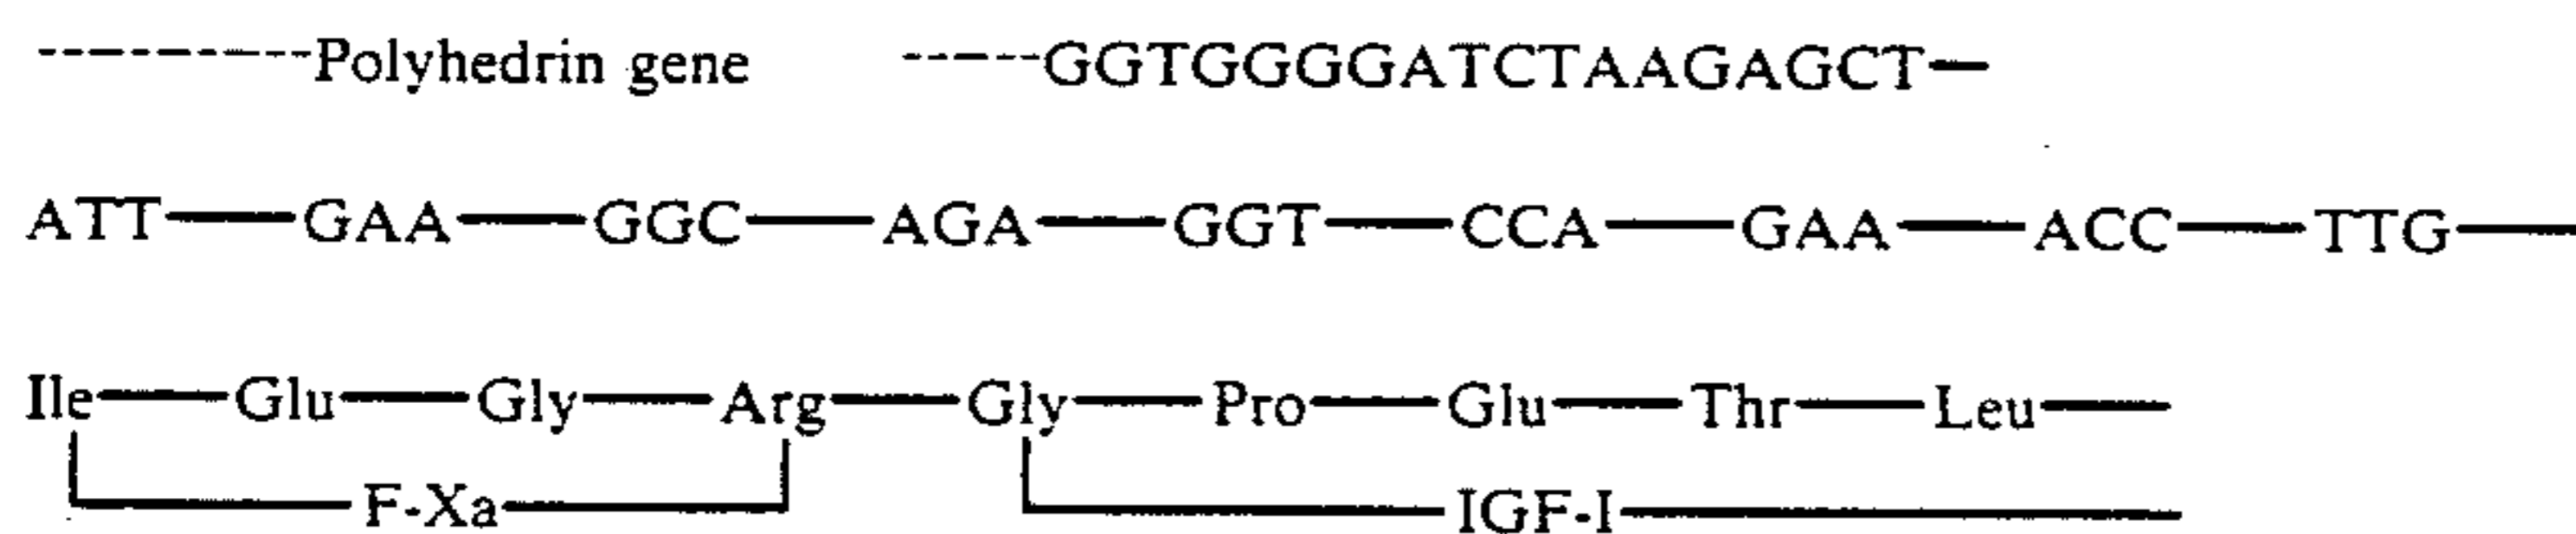 ----------Polyhedrin gene -----GGTGGGGATCTAAGAGCT—
ATT—GAA—GGC—AGA—GGT—CCA—GAA—ACC—TTG—
Ile—Glu—Gly—Arg—Gly—Pro—Glu—Thr—Leu—
F-Xa IGF-I